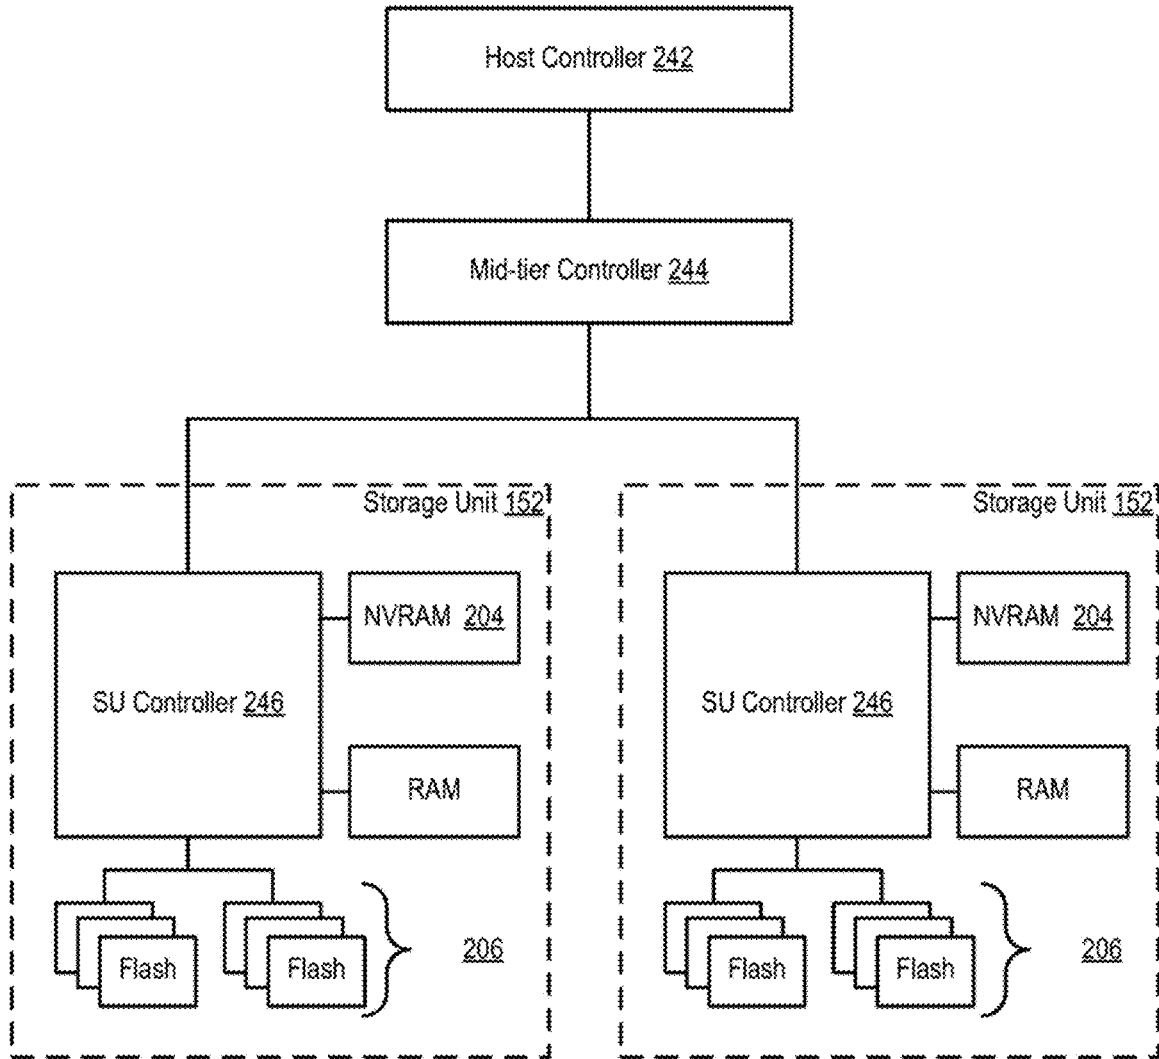 Host Controller 242
Mid-tier Controller 244
Storage Unit 152
Storage Unit 152
NVRAM 204
NVRAM 204
SU Controller 246
SU Controller 246
RAM
RAM
206
206
Flash
Flash
Flash
Flash